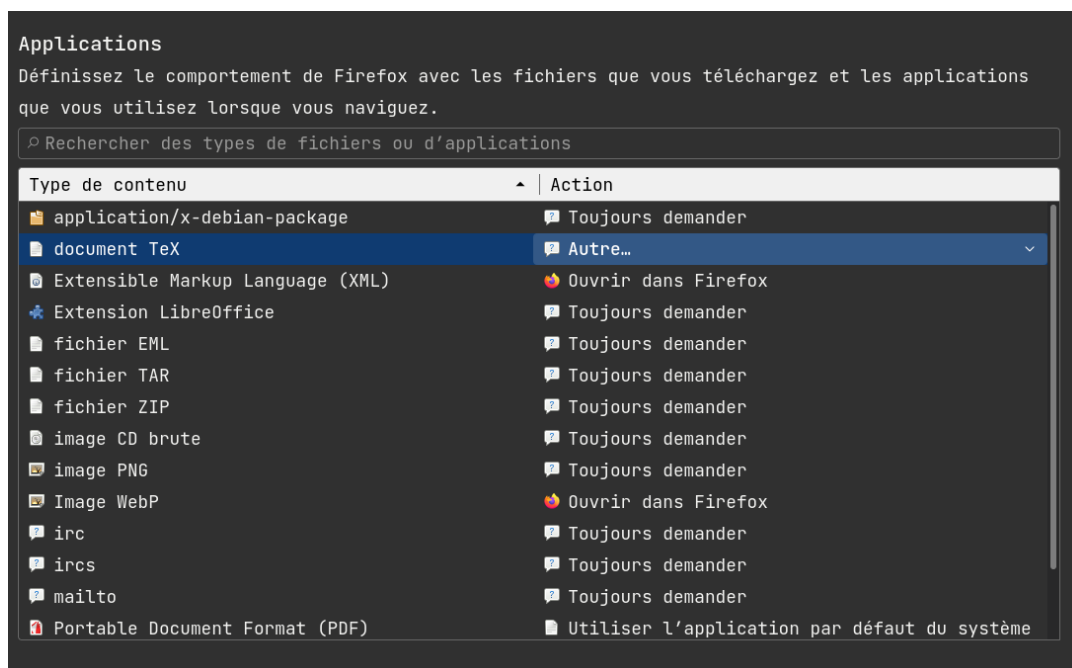 Applications
Définissez le comportement de Firefox avec les fichiers que vous téléchargez et les applications
que vous utilisez lorsque vous naviguez.
Rechercher des types de fichiers ou d’applications
Type de contenu Action
application/x-debian-package Toujours demander
document TeX Autre…
Extensible Markup Language (XML) Ouvrir dans Firefox
Extension LibreOffice Toujours demander
fichier EML Toujours demander
fichier TAR Toujours demander
fichier ZIP Toujours demander
image CD brute Toujours demander
image PNG Toujours demander
Image WebP Ouvrir dans Firefox
irc Toujours demander
ircs Toujours demander
mailto Toujours demander
Portable Document Format (PDF) Utiliser l’application par défaut du système